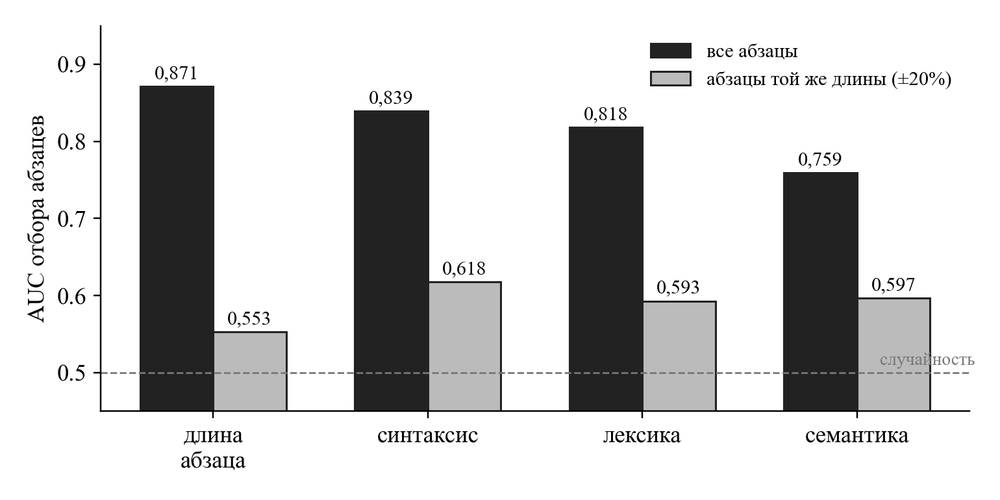 все абзацы
абзацы той же длины (±20%)
AUC отбора абзацев
0.9
0.8
0.7
0.6
0.5
0,871
0,553
0,839
0,618
0,818
0,593
0,759
0,597
случайность
длина
абзаца
синтаксис
лексика
семантика